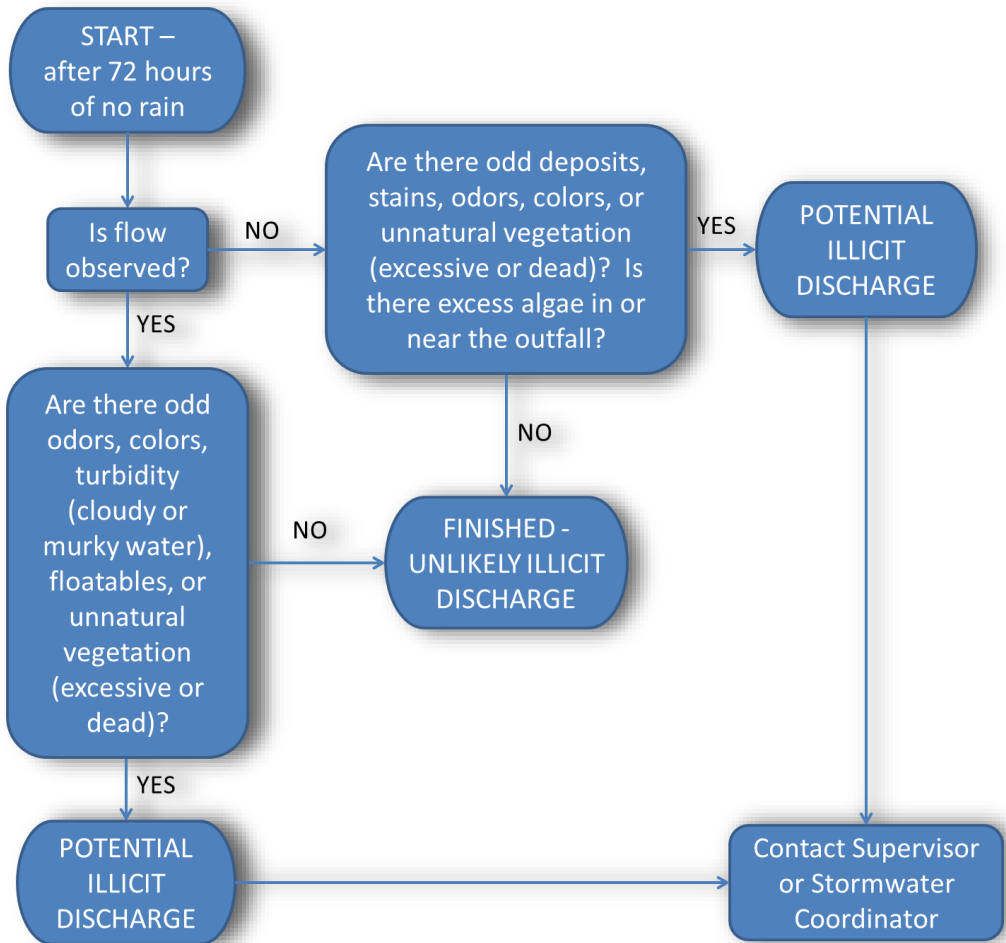 START –
after 72 hours
of no rain
Is flow
observed?
NO
Are there odd deposits,
stains, odors, colors, or
unnatural vegetation
(excessive or dead)?  Is
there excess algae in or
near the outfall?
YES
POTENTIAL
ILLICIT
DISCHARGE
YES
NO
Are there odd
odors, colors,
turbidity
(cloudy or
murky water),
floatables, or
unnatural
vegetation
(excessive or
dead)?
NO
FINISHED -
UNLIKELY ILLICIT
DISCHARGE
YES
POTENTIAL
ILLICIT
DISCHARGE
Contact Supervisor
or Stormwater
Coordinator